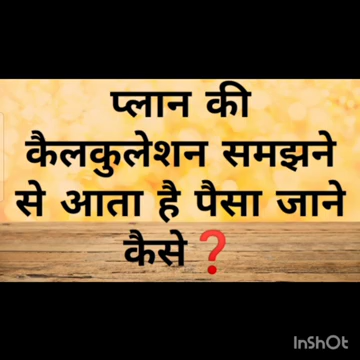 प्लान की
कैलकुलेशन समझने
से आता है पैसा जाने
कैसे❓
InShOt